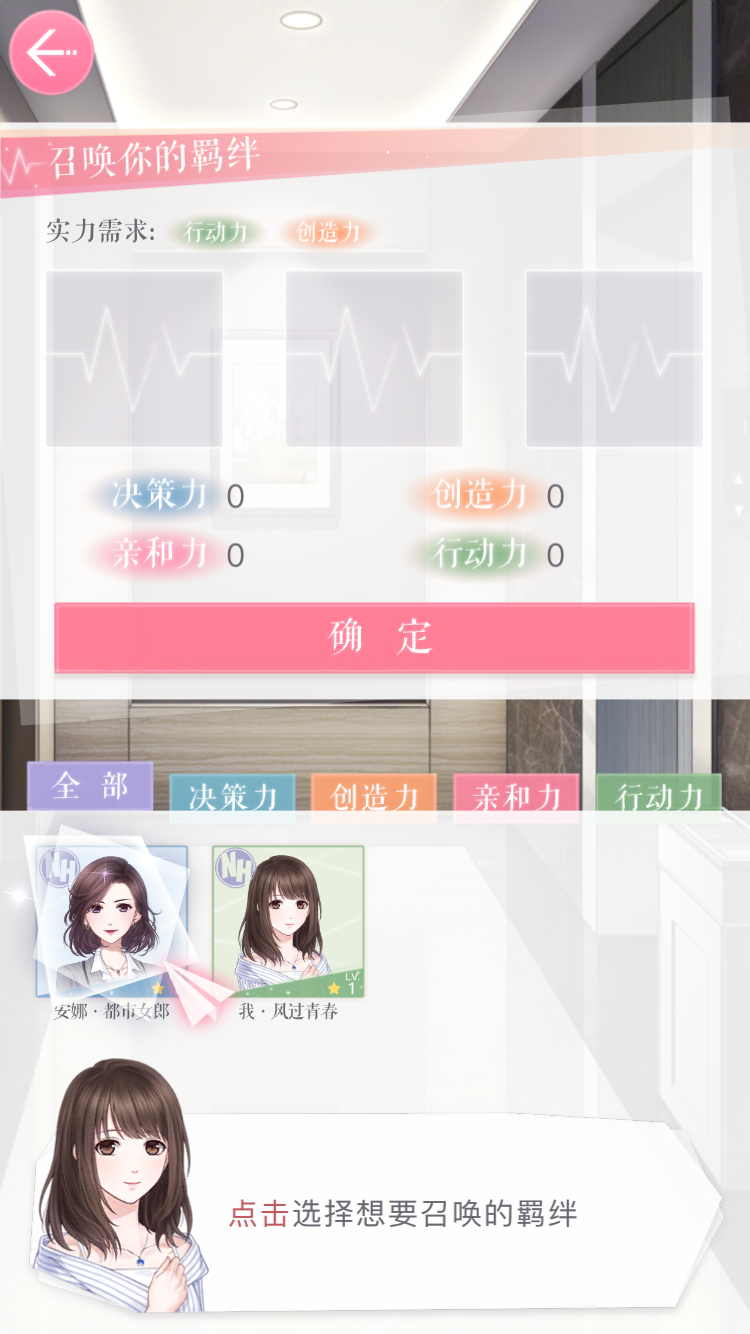 召唤你的羁绊
实力需求: 行动力 创造力
决策力 0 创造力 0
亲和力 0 行动力 0
确 定
全 部 决策力 创造力 亲和力 行动力
NH NH
LV. 1
安娜·都市女郎 我·风过青春
点击选择想要召唤的羁绊